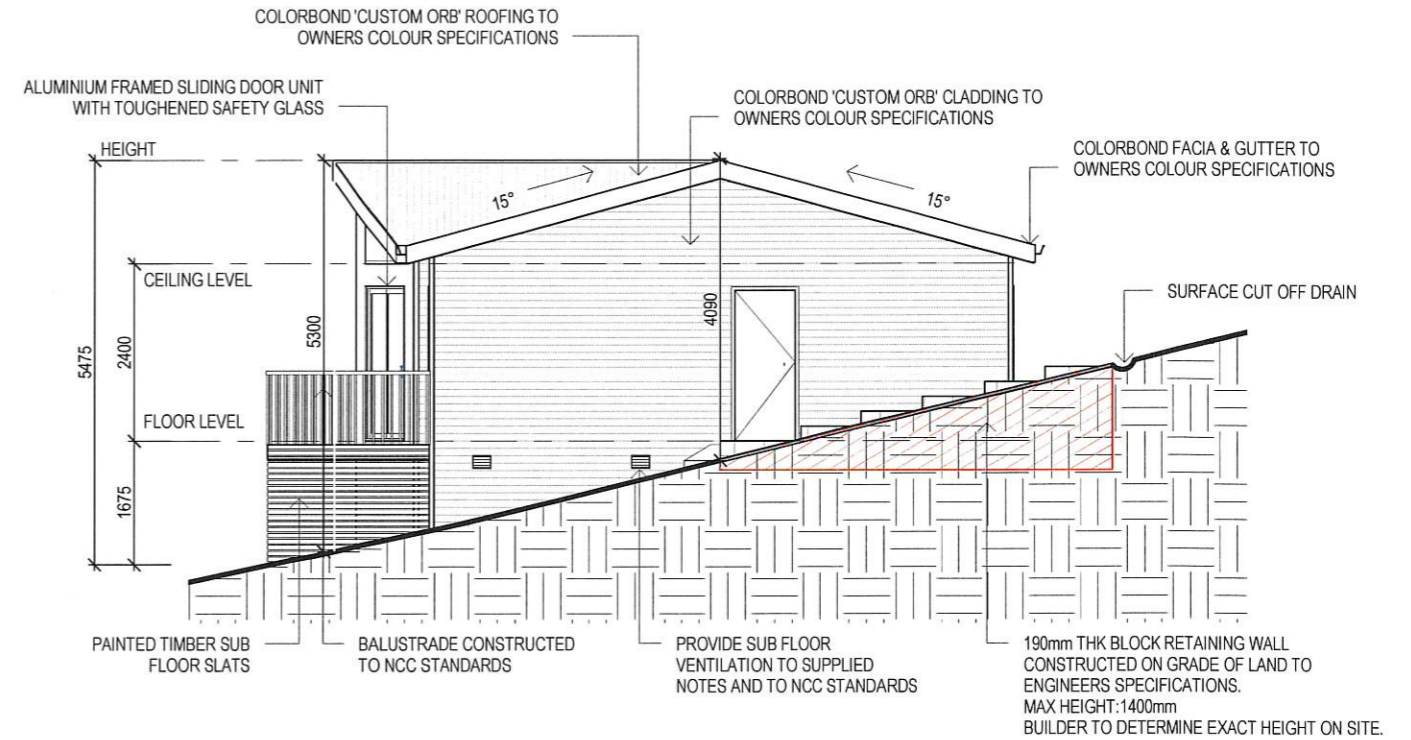 COLORBOND 'CUSTOM ORB' ROOFING TO
OWNERS COLOUR SPECIFICATIONS
ALUMINIUM FRAMED SLIDING DOOR UNIT
WITH TOUGHENED SAFETY GLASS
COLORBOND 'CUSTOM ORB' CLADDING TO
OWNERS COLOUR SPECIFICATIONS
COLORBOND FACIA & GUTTER TO
OWNERS COLOUR SPECIFICATIONS
HEIGHT
15°
15°
CEILING LEVEL
SURFACE CUT OFF DRAIN
5475
2400
5300
4090
FLOOR LEVEL
1675
PAINTED TIMBER SUB
FLOOR SLATS
BALUSTRADE CONSTRUCTED
TO NCC STANDARDS
PROVIDE SUB FLOOR
VENTILATION TO SUPPLIED
NOTES AND TO NCC STANDARDS
190mm THK BLOCK RETAINING WALL
CONSTRUCTED ON GRADE OF LAND TO
ENGINEERS SPECIFICATIONS.
MAX HEIGHT:1400mm
BUILDER TO DETERMINE EXACT HEIGHT ON SITE.